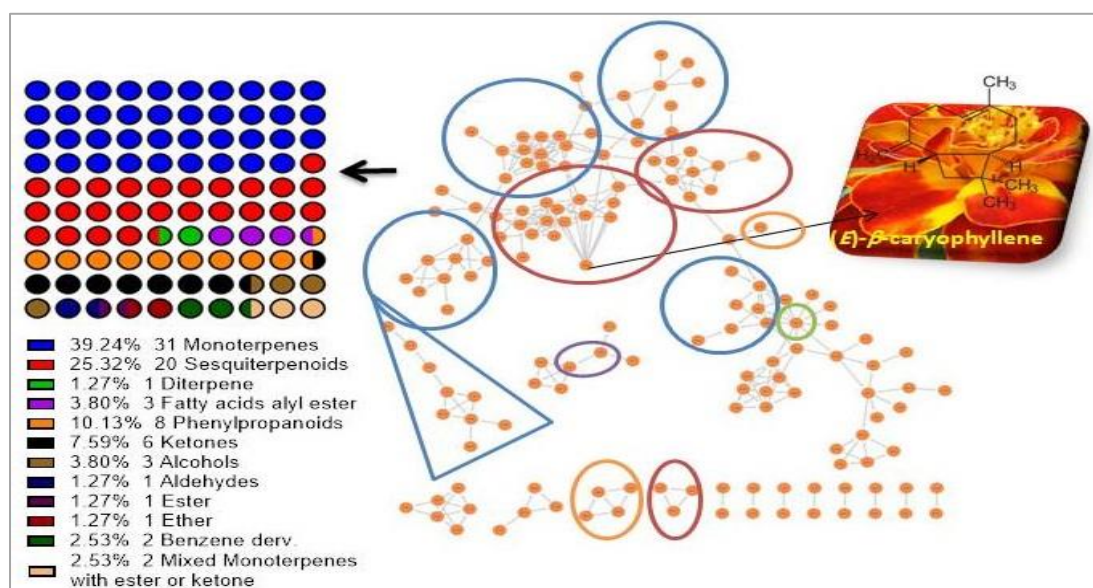 39.24% 31 Monoterpenes
25.32% 20 Sesquiterpenoids
1.27% 1 Diterpene
3.80% 3 Fatty acids alyl ester
10.13% 8 Phenylpropanoids
7.59% 6 Ketones
3.80% 3 Alcohols
1.27% 1 Aldehydes
1.27% 1 Ester
1.27% 1 Ether
2.53% 2 Benzene derv.
2.53% 2 Mixed Monoterpenes
with ester or ketone
CH₃
H
H
CH₃
CH₃
(E)-β-caryophyllene